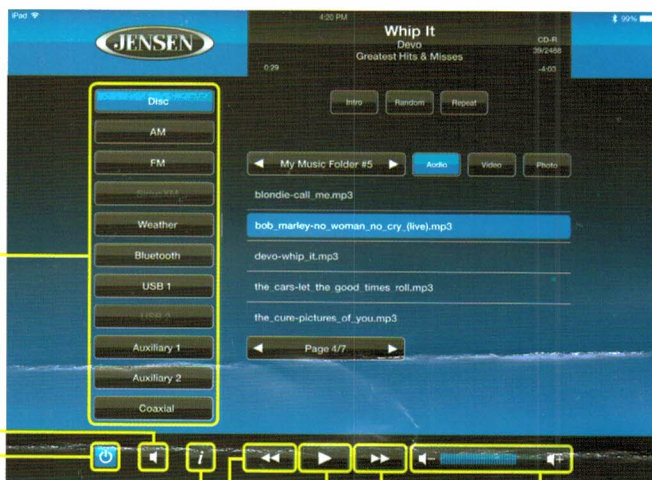 iPad
4:20 PM
99%
JENSEN
Whip It
Devo
Greatest Hits & Misses
CD-R
39/2488
0:29
-4:03
Disc
AM
FM
SiriusXM
Weather
Bluetooth
USB 1
USB 2
Auxiliary 1
Auxiliary 2
Coaxial
Intro
Random
Repeat
My Music Folder #5
Audio
Video
Photo
blondie-call_me.mp3
bob_marley-no_woman_no_cry_(live).mp3
devo-whip_it.mp3
the_cars-let_the_good_times_roll.mp3
the_cure-pictures_of_you.mp3
Page 4/7
i